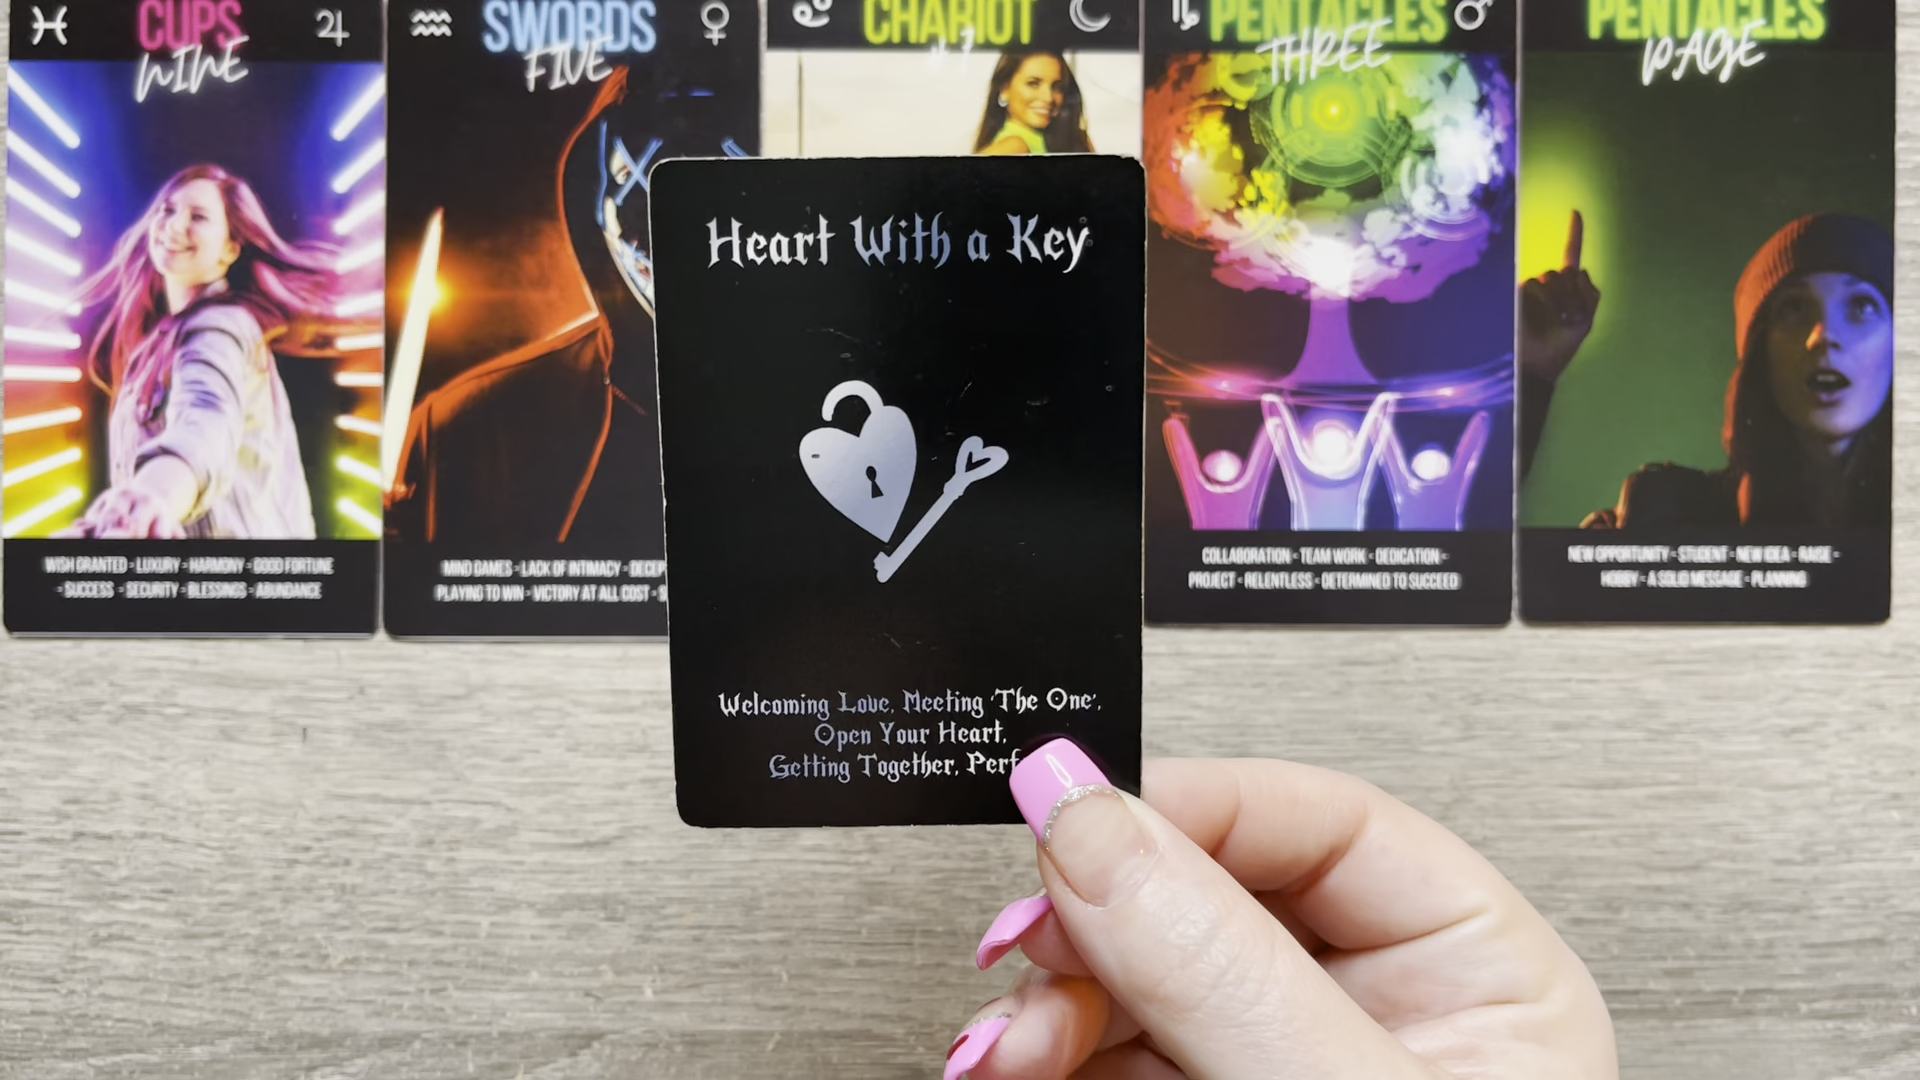 CUPS
NINE
WISH GRANTED - LUXURY - HARMONY - GOOD FORTUNE
- SUCCESS - SECURITY - BLESSINGS - ABUNDANCE
SWORDS
FIVE
MIND GAMES - LACK OF INTIMACY -
PLAYING TO WIN - VICTORY AT ALL COST -
CHARIOT
PENTACLES
THREE
COLLABORATION - TEAM WORK - DEDICATION -
PROJECT - RELENTLESS - DETERMINED TO SUCCEED
PENTACLES
PAGE
NEW OPPORTUNITY - STUDENT - NEW IDEA - RAISE -
HOBBY - A SOLID MESSAGE - PLANNING
Heart With a Key
Welcoming Love, Meeting 'The One',
Open Your Heart,
Getting Together,